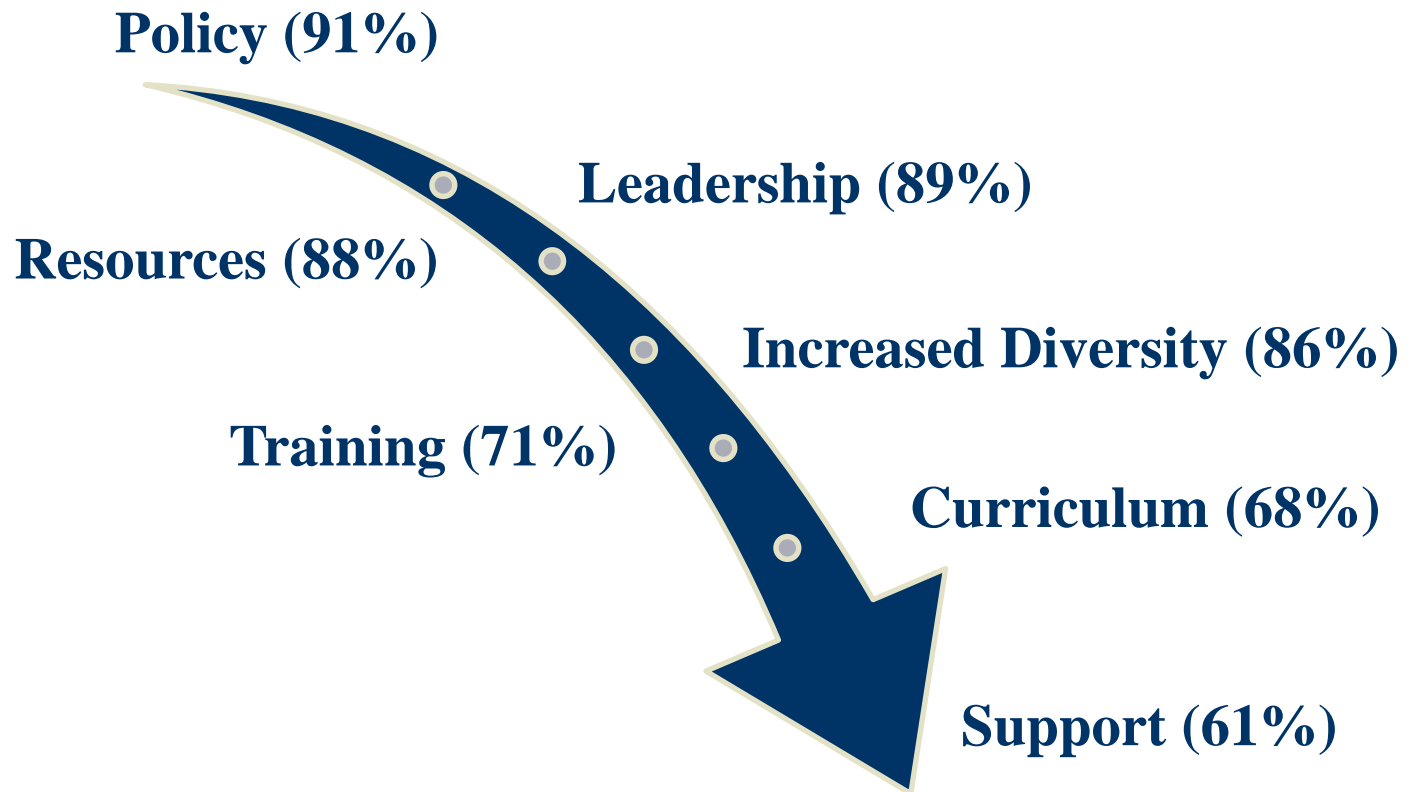 Policy (91%)
Leadership (89%)
Resources (88%)
Increased Diversity (86%)
Training (71%)
Curriculum (68%)
Support (61%)